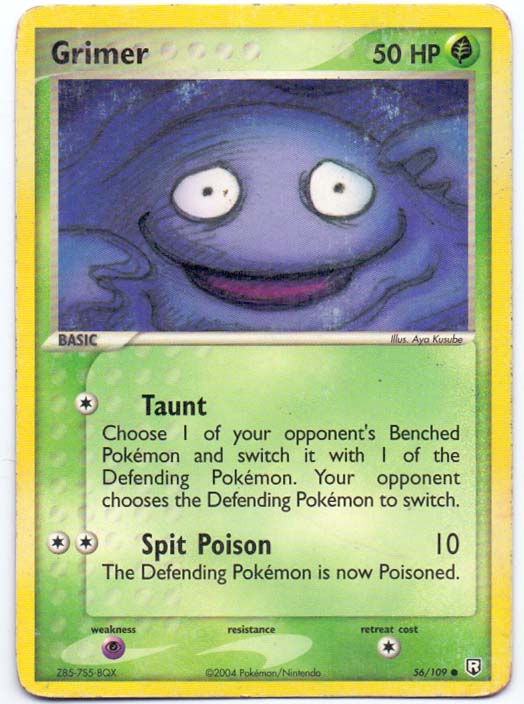 Grimer 50 HP
BASIC Illus. Aya Kusube
Taunt
Choose 1 of your opponent's Benched
Pokémon and switch it with 1 of the
Defending Pokémon. Your opponent
chooses the Defending Pokémon to switch.
Spit Poison 10
The Defending Pokémon is now Poisoned.
weakness resistance retreat cost
Z85-7S5-8QX ©2004 Pokémon/Nintendo 56/109 ● R